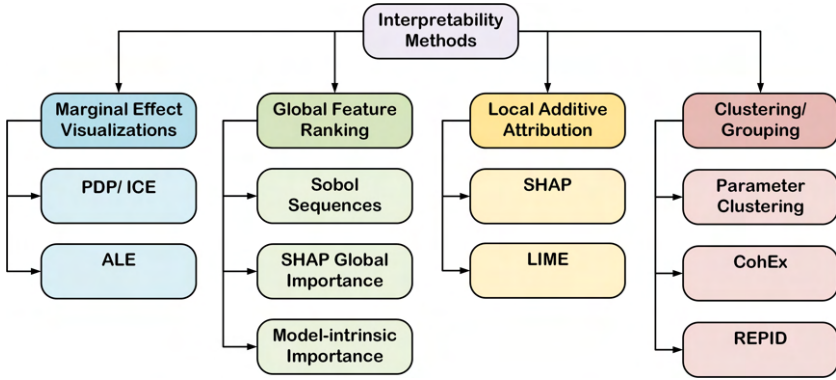 Interpretability
Methods
Marginal Effect
Visualizations
PDP/ ICE
ALE
Global Feature
Ranking
Sobol
Sequences
SHAP Global
Importance
Model-intrinsic
Importance
Local Additive
Attribution
SHAP
LIME
Clustering/
Grouping
Parameter
Clustering
CohEx
REPID